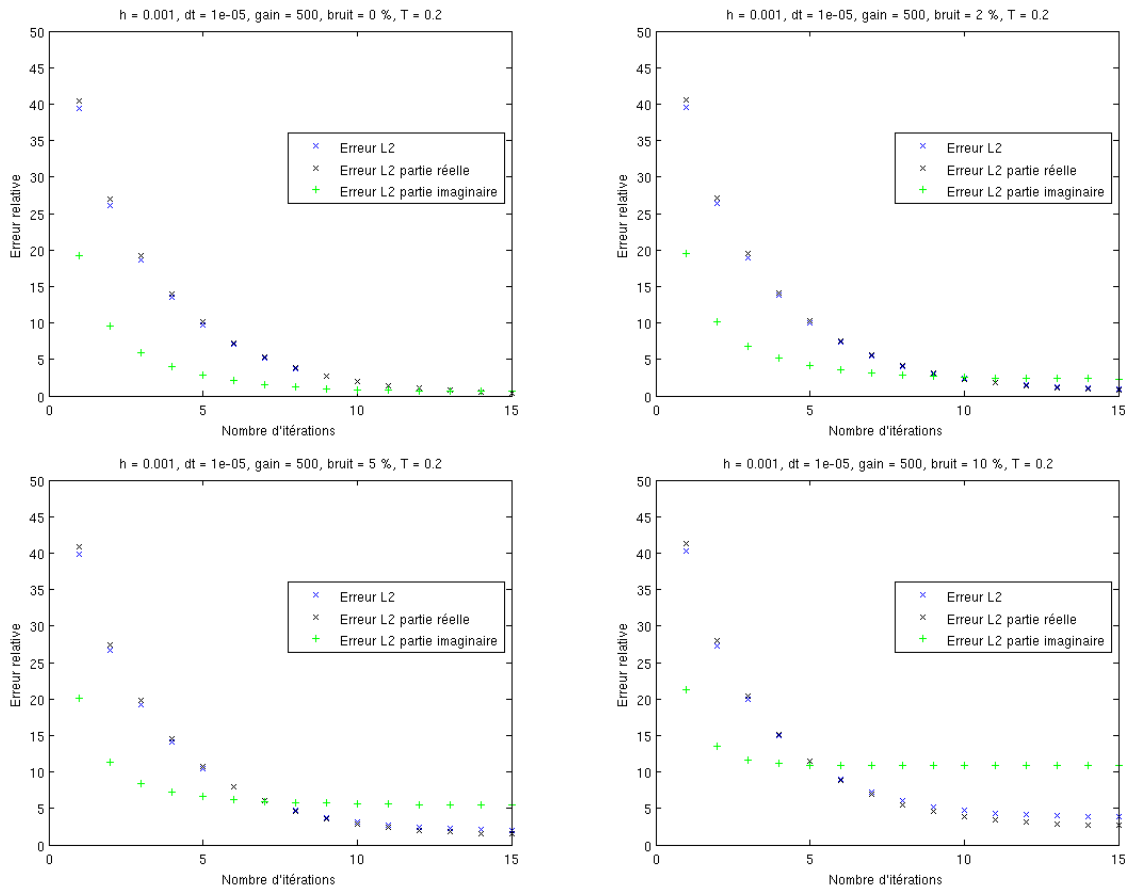 h = 0.001, dt = 1e-05, gain = 500, bruit = 0 %, T = 0.2
50
45
40
35
30
25
20
15
10
5
0
Erreur relative
Erreur L2
Erreur L2 partie réelle
Erreur L2 partie imaginaire
0
5
10
15
Nombre d'itérations
h = 0.001, dt = 1e-05, gain = 500, bruit = 2 %, T = 0.2
50
45
40
35
30
25
20
15
10
5
0
Erreur relative
Erreur L2
Erreur L2 partie réelle
Erreur L2 partie imaginaire
0
5
10
15
Nombre d'itérations
h = 0.001, dt = 1e-05, gain = 500, bruit = 5 %, T = 0.2
50
45
40
35
30
25
20
15
10
5
0
Erreur relative
Erreur L2
Erreur L2 partie réelle
Erreur L2 partie imaginaire
0
5
10
15
Nombre d'itérations
h = 0.001, dt = 1e-05, gain = 500, bruit = 10 %, T = 0.2
50
45
40
35
30
25
20
15
10
5
0
Erreur relative
Erreur L2
Erreur L2 partie réelle
Erreur L2 partie imaginaire
0
5
10
15
Nombre d'itérations